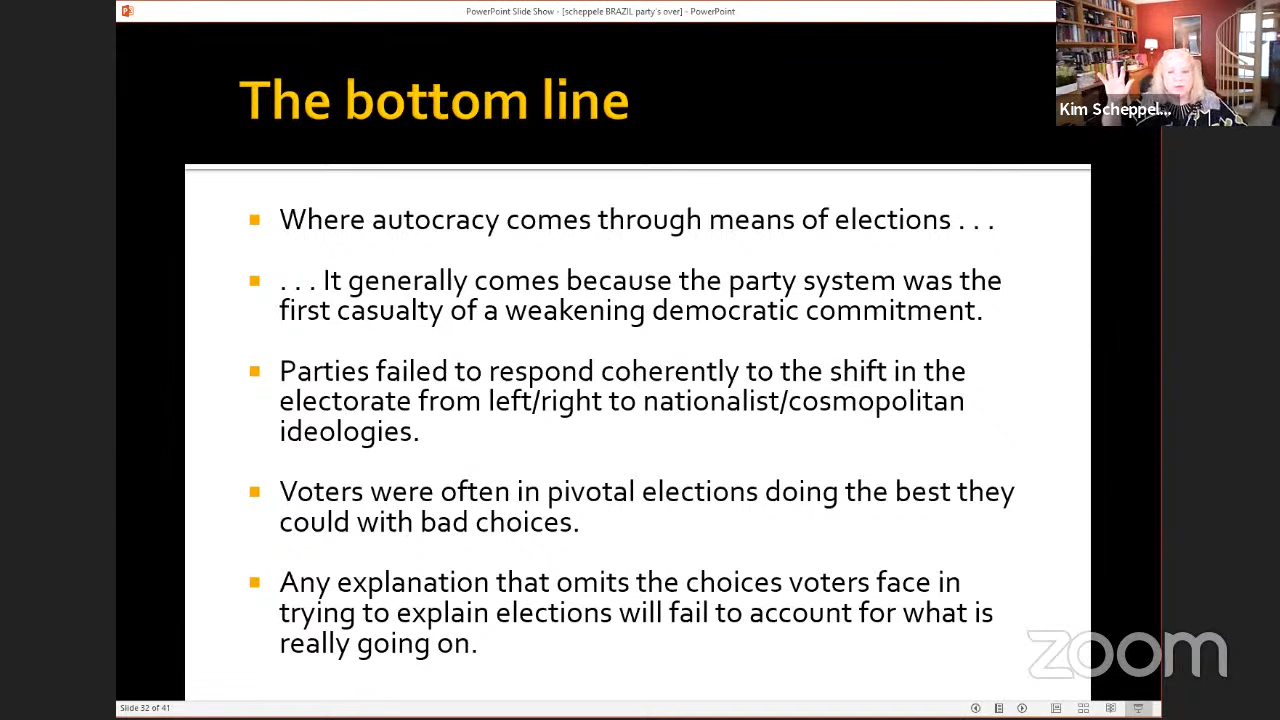 PowerPoint Slide Show - [scheppele BRAZIL party's over] - PowerPoint
The bottom line
Kim Scheppel...
Where autocracy comes through means of elections . . .
. . . It generally comes because the party system was the
first casualty of a weakening democratic commitment.
Parties failed to respond coherently to the shift in the
electorate from left/right to nationalist/cosmopolitan
ideologies.
Voters were often in pivotal elections doing the best they
could with bad choices.
Any explanation that omits the choices voters face in
trying to explain elections will fail to account for what is
really going on.
zoom
Slide 32 of 41